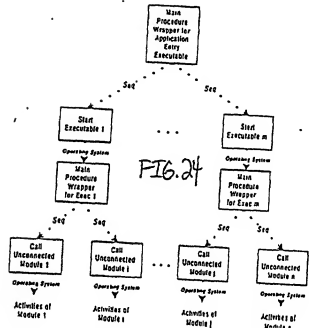 Main
Procedure
Wrapper for
Application
Entry
Executable
Seq Seq
Start
Executable 1
...
Start
Executable m
Operating System Operating System
Main
Procedure
Wrapper
for Exec 1
FIG. 24
Main
Procedure
Wrapper
for Exec m
Seq Seq Seq Seq
Call
Unconnected
Module 1
Call
Unconnected
Module i
...
Call
Unconnected
Module j
Call
Unconnected
Module n
Operating System Operating System Operating System Operating System
Activities of
Module 1
Activities of
Module i
Activities of
Module j
Activities of
Module n